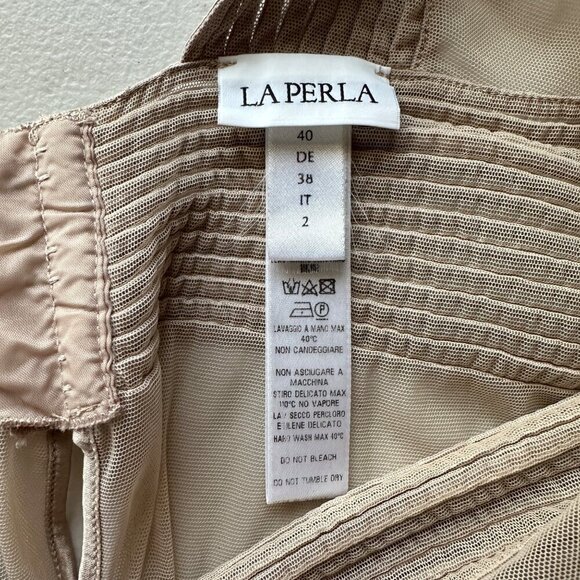 LA PERLA
40
DE
38
IT
2
P
LAVAGGIO A MANO MAX
40°C
NON CANDEGGIARE
NON ASCIUGARE A
MACCHINA
STIRO DELICATO MAX
110°C NO VAPORE
LAV SECCO PERCLORO
ETILENE DELICATO
HAND WASH MAX 40°C
DO NOT BLEACH
DO NOT TUMBLE DRY